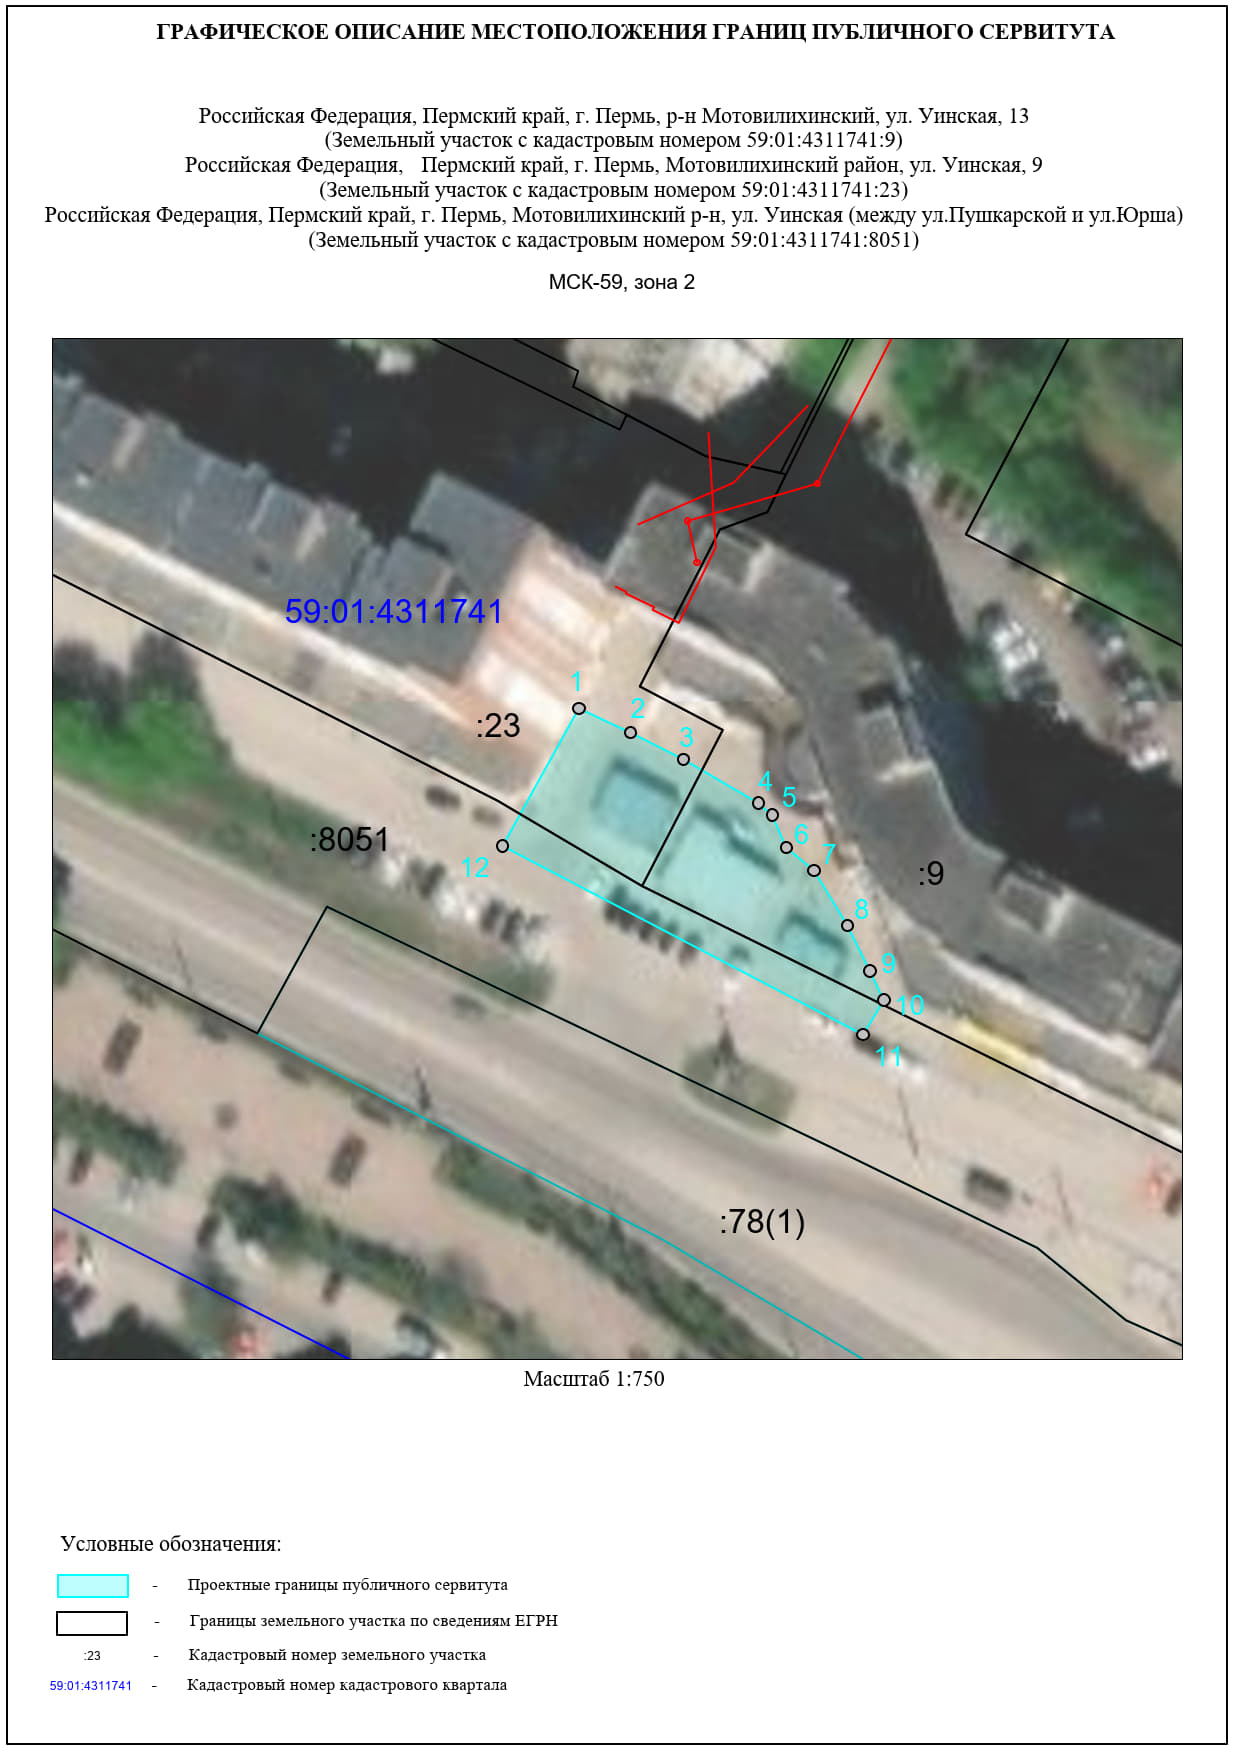 ГРАФИЧЕСКОЕ ОПИСАНИЕ МЕСТОПОЛОЖЕНИЯ ГРАНИЦ ПУБЛИЧНОГО СЕРВИТУТА
Российская Федерация, Пермский край, г. Пермь, р-н Мотовилихинский, ул. Уинская, 13
(Земельный участок с кадастровым номером 59:01:4311741:9)
Российская Федерация, Пермский край, г. Пермь, Мотовилихинский район, ул. Уинская, 9
(Земельный участок с кадастровым номером 59:01:4311741:23)
Российская Федерация, Пермский край, г. Пермь, Мотовилихинский р-н, ул. Уинская (между ул.Пушкарской и ул.Юрша)
(Земельный участок с кадастровым номером 59:01:4311741:8051)
МСК-59, зона 2
59:01:4311741
1
2
:23
3
4
5
6
:8051
7
12
:9
8
9
10
11
:78(1)
Масштаб 1:750
Условные обозначения:
- Проектные границы публичного сервитута
- Границы земельного участка по сведениям ЕГРН
:23 - Кадастровый номер земельного участка
59:01:4311741 - Кадастровый номер кадастрового квартала